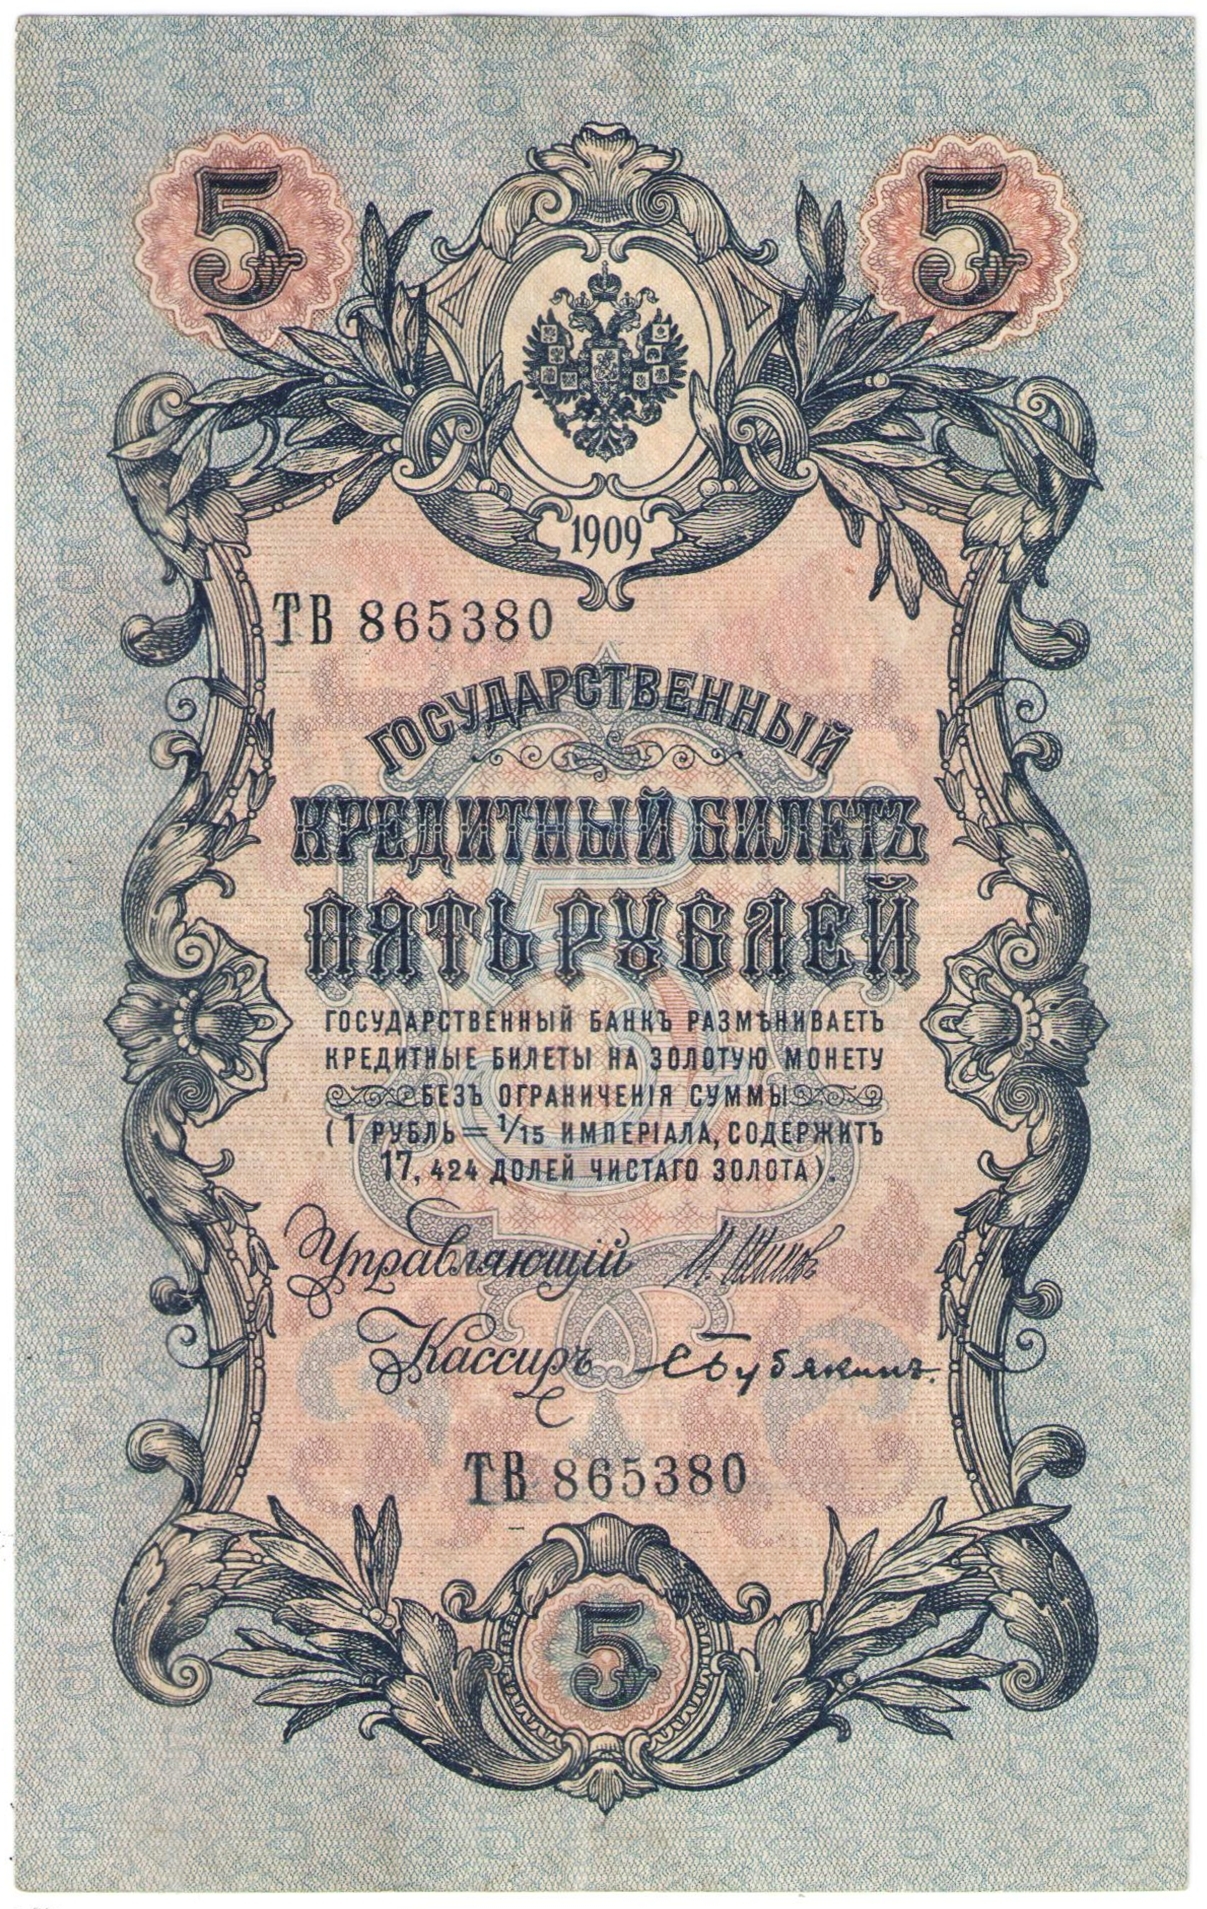 5 5
1909
ТВ 865380
ГОСУДАРСТВЕННЫЙ
КРЕДИТНЫЙ БИЛЕТЪ
ПЯТЬ РУБЛЕЙ
ГОСУДАРСТВЕННЫЙ БАНКЪ РАЗМѢНИВАЕТЪ
КРЕДИТНЫЕ БИЛЕТЫ НА ЗОЛОТУЮ МОНЕТУ
БЕЗЪ ОГРАНИЧЕНІЯ СУММЫ
(1 РУБЛЬ = 1/15 ИМПЕРІАЛА, СОДЕРЖИТЪ
17,424 ДОЛЕЙ ЧИСТАГО ЗОЛОТА).
Управляющій И. Шипов
Кассиръ
ТВ 865380
5